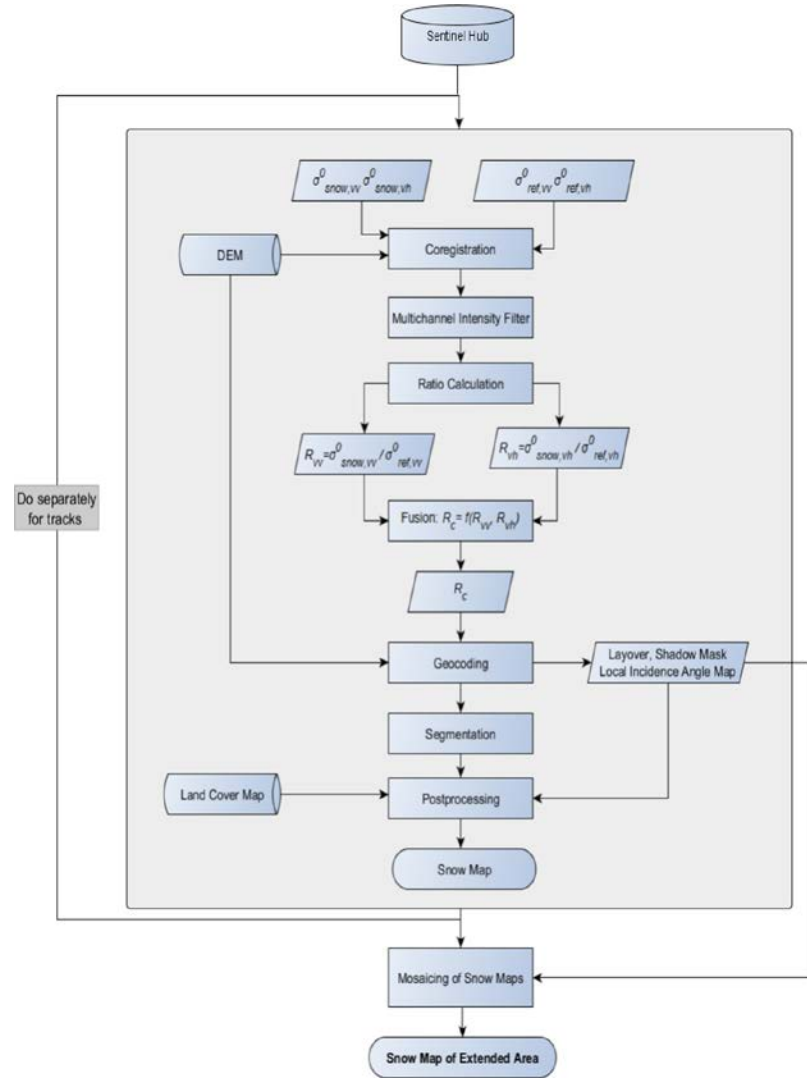 Sentinel Hub
σ⁰snow,vv σ⁰snow,vh
σ⁰ref,vv σ⁰ref,vh
DEM
Coregistration
Multichannel Intensity Filter
Ratio Calculation
Rvv=σ⁰snow,vv / σ⁰ref,vv
Rvh=σ⁰snow,vh / σ⁰ref,vh
Do separately
for tracks
Fusion: Rc= f(Rvv, Rvh)
Rc
Geocoding
Layover, Shadow Mask
Local Incidence Angle Map
Segmentation
Land Cover Map
Postprocessing
Snow Map
Mosaicing of Snow Maps
Snow Map of Extended Area